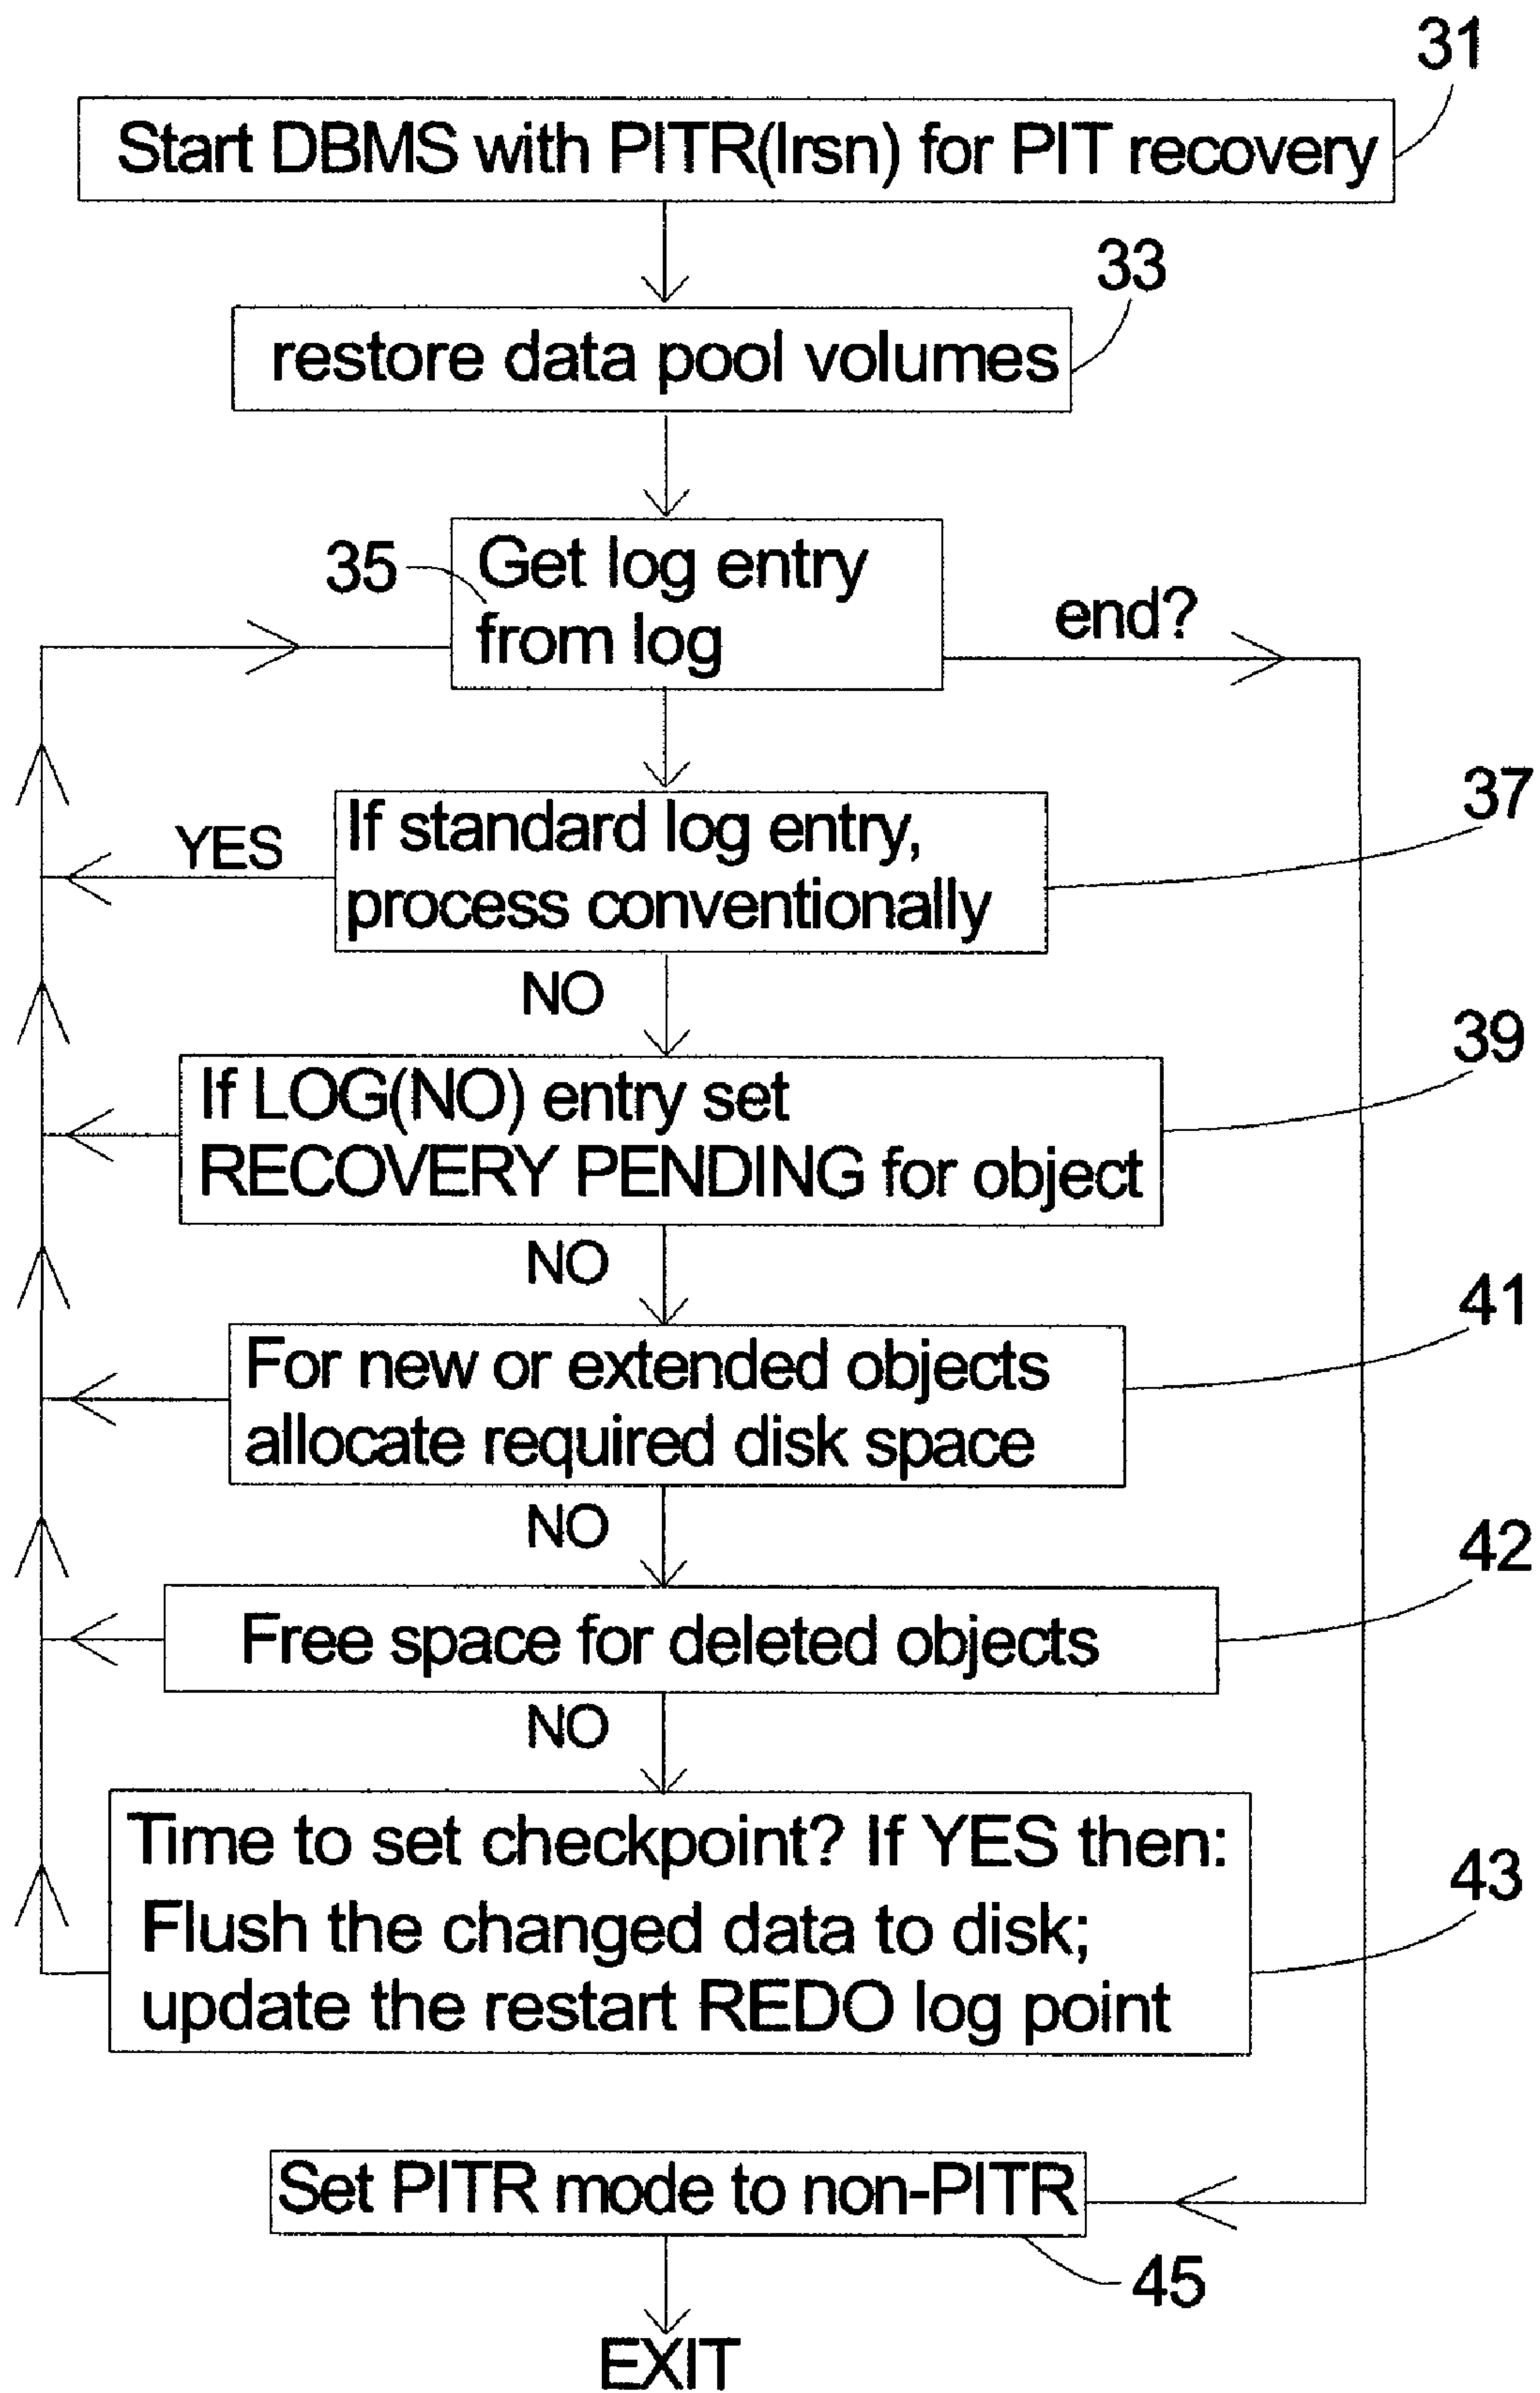 31
Start DBMS with PITR(lrsn) for PIT recovery
33
restore data pool volumes
35
Get log entry
from log
end?
37
If standard log entry,
process conventionally
YES
NO
39
If LOG(NO) entry set
RECOVERY PENDING for object
NO
41
For new or extended objects
allocate required disk space
NO
42
Free space for deleted objects
NO
Time to set checkpoint? If YES then:
43
Flush the changed data to disk;
update the restart REDO log point
Set PITR mode to non-PITR
45
EXIT